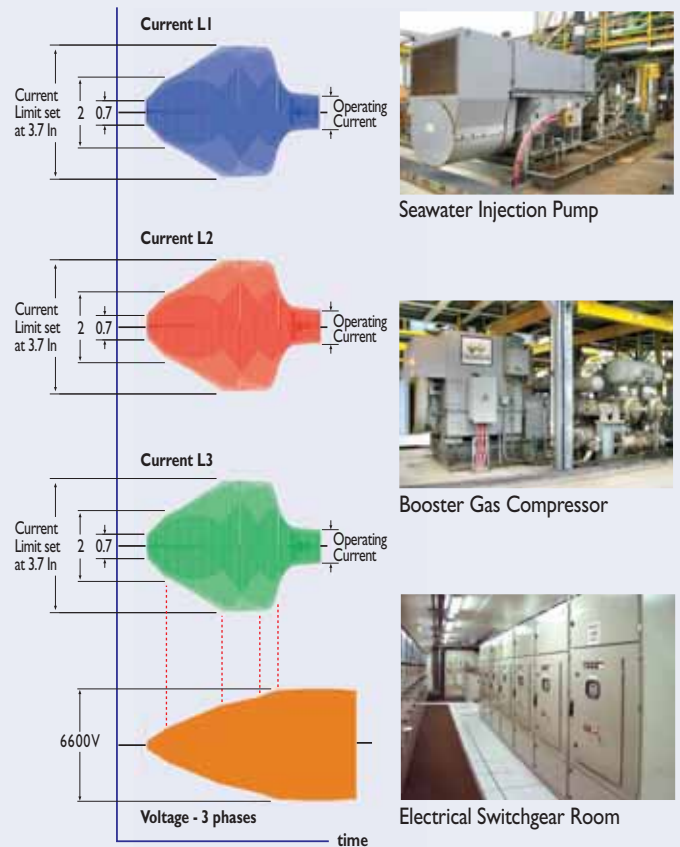 Current L1
Current
Limit set
at 3.7 In
2
0.7
Operating
Current
Seawater Injection Pump
Current L2
Current
Limit set
at 3.7 In
2
0.7
Operating
Current
Booster Gas Compressor
Current L3
Current
Limit set
at 3.7 In
2
0.7
Operating
Current
6600V
Voltage - 3 phases
time
Electrical Switchgear Room